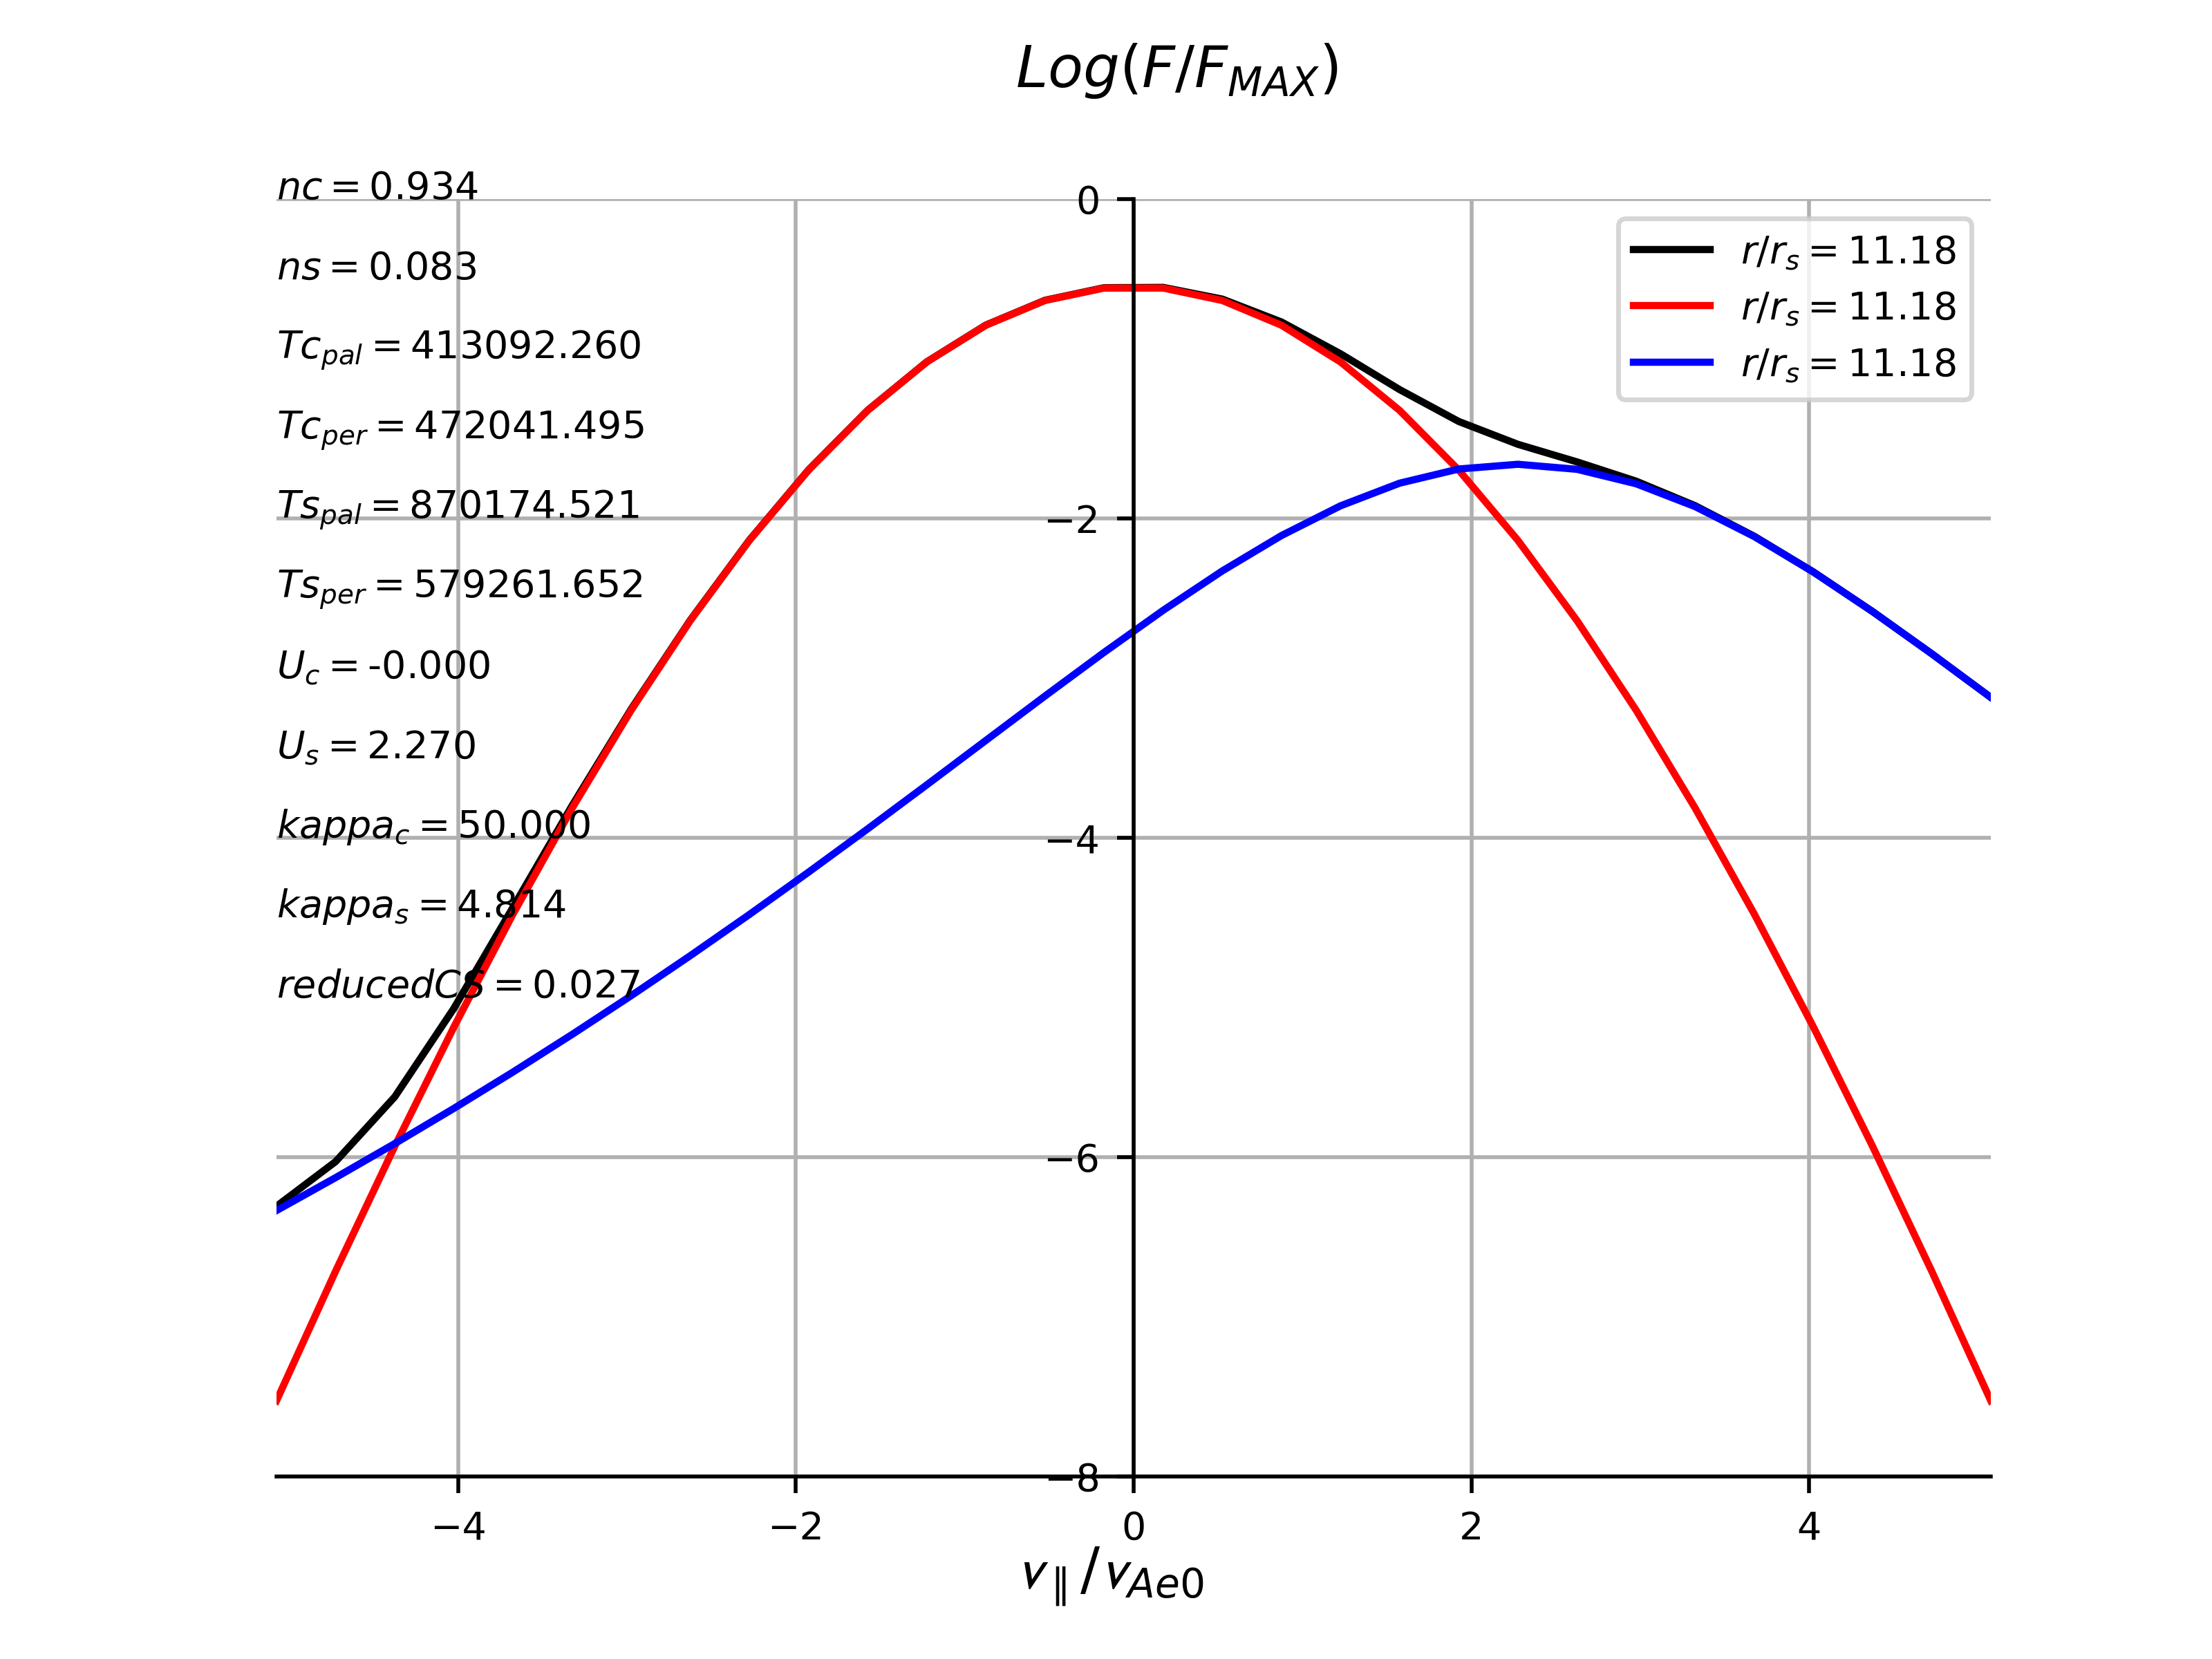 Log(F/F_MAX)
nc = 0.934
ns = 0.083
Tc_pal = 413092.260
Tc_per = 472041.495
Ts_pal = 870174.521
Ts_per = 579261.652
U_c = -0.000
U_s = 2.270
kappa_c = 50.000
kappa_s = 4.814
reducedCS = 0.027
r/r_s = 11.18
r/r_s = 11.18
r/r_s = 11.18
0
−2
−4
−6
−8
−4 −2 0 2 4
v_∥/v_Ae0